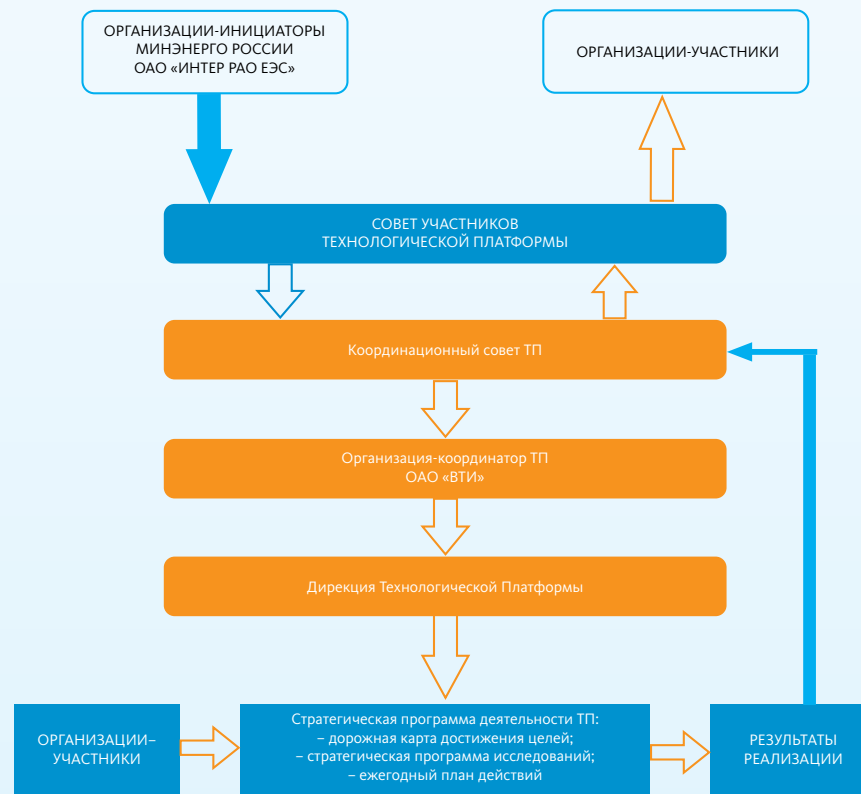 ОРГАНИЗАЦИИ-ИНИЦИАТОРЫ
МИНЭНЕРГО РОССИИ
ОАО «ИНТЕР РАО ЕЭС»
ОРГАНИЗАЦИИ-УЧАСТНИКИ
СОВЕТ УЧАСТНИКОВ
ТЕХНОЛОГИЧЕСКОЙ ПЛАТФОРМЫ
Координационный совет ТП
Организация-координатор ТП
ОАО «ВТИ»
Дирекция Технологической Платформы
ОРГАНИЗАЦИИ–
УЧАСТНИКИ
Стратегическая программа деятельности ТП:
– дорожная карта достижения целей;
– стратегическая программа исследований;
– ежегодный план действий
РЕЗУЛЬТАТЫ
РЕАЛИЗАЦИИ